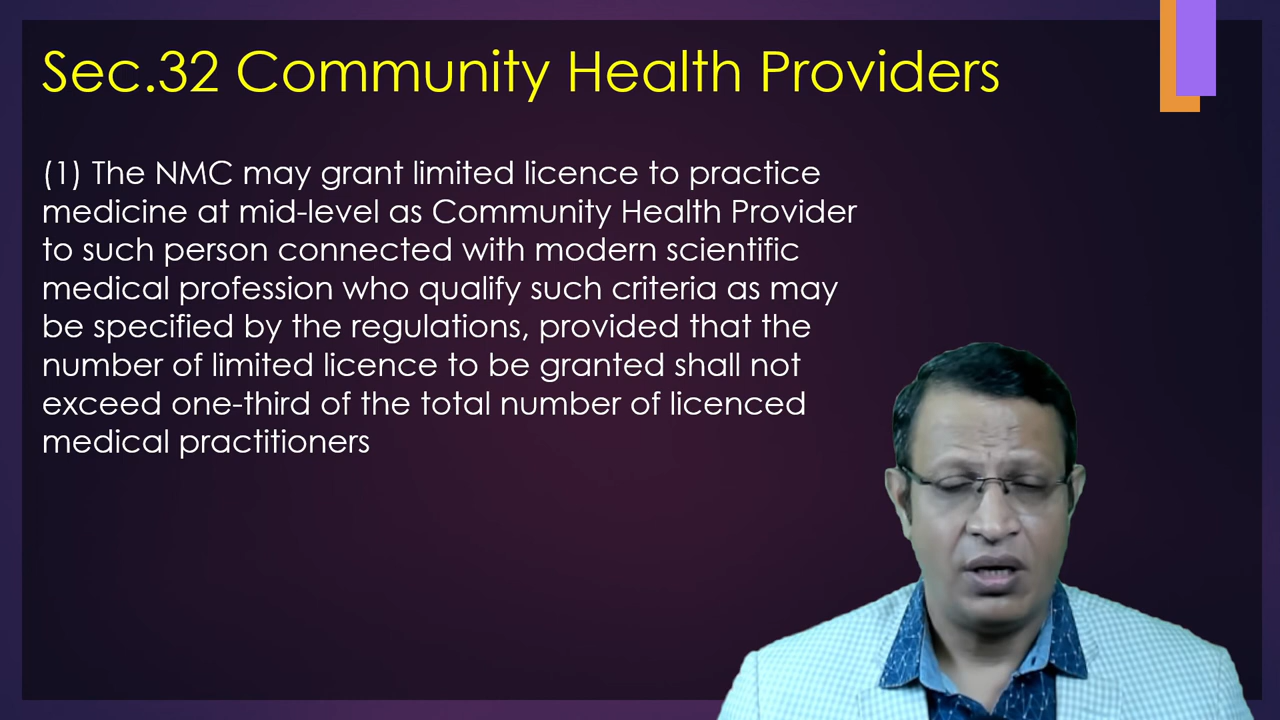 Sec.32 Community Health Providers
(1) The NMC may grant limited licence to practice
medicine at mid-level as Community Health Provider
to such person connected with modern scientific
medical profession who qualify such criteria as may
be specified by the regulations, provided that the
number of limited licence to be granted shall not
exceed one-third of the total number of licenced
medical practitioners